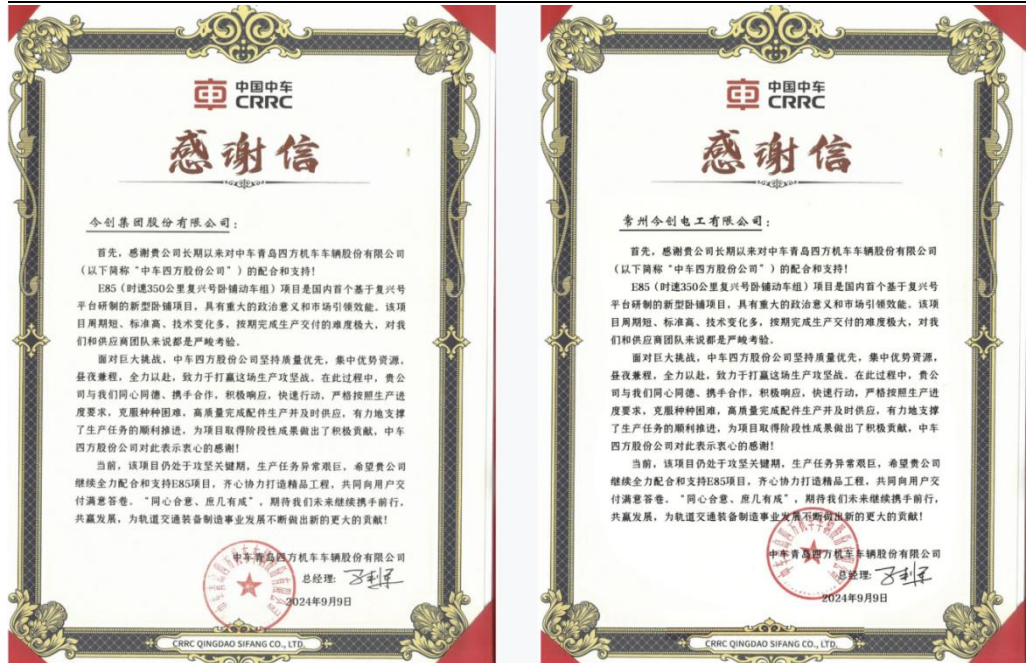 中国中车
CRRC
感谢信
今创集团股份有限公司:
首先，感谢贵公司长期以来对中车青岛四方机车车辆股份有限公司
(以下简称“中车四方股份公司”)的配合和支持!
E85(时速350公里复兴号卧铺动车组)项目是国内首个基于复兴号
平台研制的新型卧铺项目，具有重大的政治意义和市场引领效能。该项
目周期短、标准高、技术变化多，按期完成生产交付的难度极大，对我
们和供应商团队来说都是严峻考验。
面对巨大挑战，中车四方股份公司坚持质量优先，集中优势资源，
昼夜兼程，全力以赴，致力于打赢这场生产攻坚战。在此过程中，贵公
司与我们同心同德、携手合作，积极响应，快速行动，严格按照生产进
度要求，克服种种困难，高质量完成配件生产并及时供应，有力地支撑
了生产任务的顺利推进，为项目取得阶段性成果做出了积极贡献，中车
四方股份公司对此表示衷心的感谢!
当前，该项目仍处于攻坚关键期，生产任务异常艰巨，希望贵公司
继续全力配合和支持E85项目，齐心协力打造精品工程，共同向用户交
付满意答卷。“同心合意、庶几有成”，期待我们未来继续携手前行，
共赢发展，为轨道交通装备制造事业发展不断做出新的更大的贡献!
中车青岛四方机车车辆股份有限公司
总经理:
2024年9月9日
CRRC QINGDAO SIFANG CO., LTD.
中国中车
CRRC
感谢信
常州今创电工有限公司:
首先，感谢贵公司长期以来对中车青岛四方机车车辆股份有限公司
(以下简称“中车四方股份公司”)的配合和支持!
E85(时速350公里复兴号卧铺动车组)项目是国内首个基于复兴号
平台研制的新型卧铺项目，具有重大的政治意义和市场引领效能。该项
目周期短、标准高、技术变化多，按期完成生产交付的难度极大，对我
们和供应商团队来说都是严峻考验。
面对巨大挑战，中车四方股份公司坚持质量优先，集中优势资源，
昼夜兼程，全力以赴，致力于打赢这场生产攻坚战。在此过程中，贵公
司与我们同心同德、携手合作，积极响应，快速行动，严格按照生产进
度要求，克服种种困难，高质量完成配件生产并及时供应，有力地支撑
了生产任务的顺利推进，为项目取得阶段性成果做出了积极贡献，中车
四方股份公司对此表示衷心的感谢!
当前，该项目仍处于攻坚关键期，生产任务异常艰巨，希望贵公司
继续全力配合和支持E85项目，齐心协力打造精品工程，共同向用户交
付满意答卷。“同心合意、庶几有成”，期待我们未来继续携手前行，
共赢发展，为轨道交通装备制造事业发展不断做出新的更大的贡献!
中车青岛四方机车车辆股份有限公司
总经理:
2024年9月9日
CRRC QINGDAO SIFANG CO., LTD.